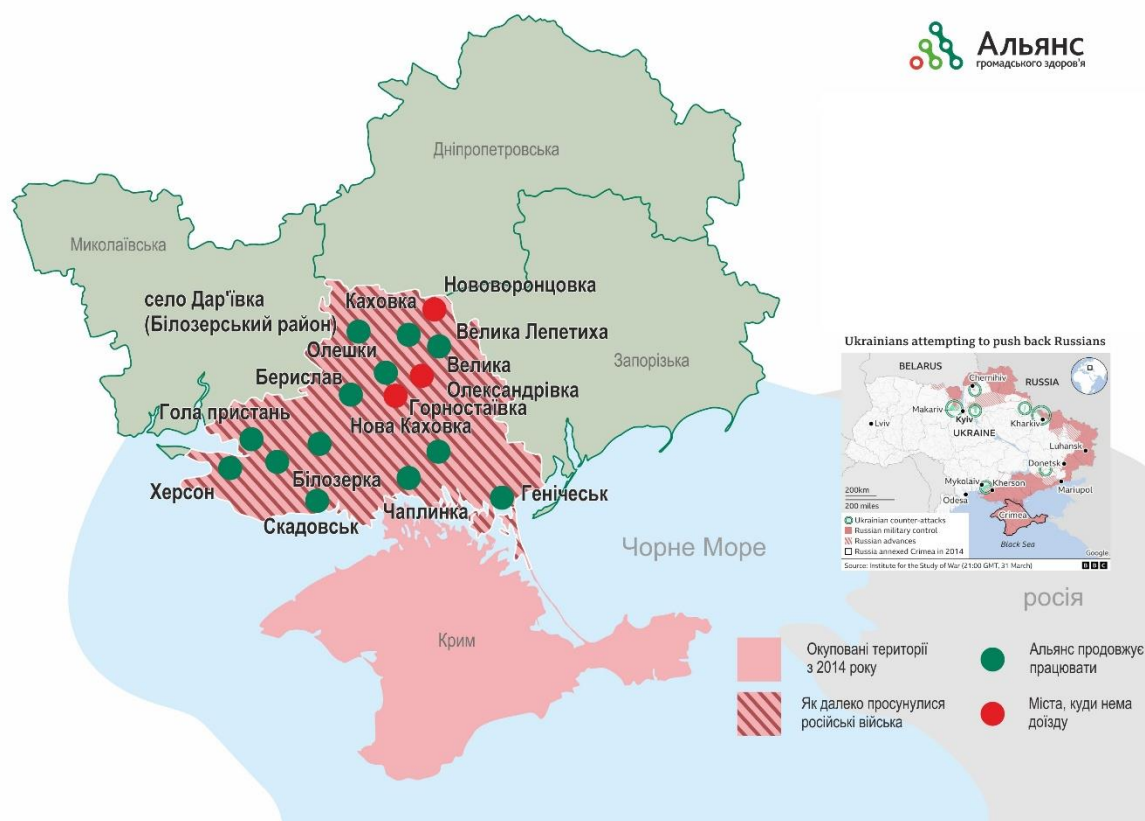 Альянс
громадського здоров'я
Дніпропетровська
Миколаївська
Нововоронцовка
село Дар'ївка
Каховка
(Білозерський район)
Велика Лепетиха
Олешки
Запорізька
Велика
Берислав
Олександрівка
Гола пристань
Горностаївка
Нова Каховка
Херсон
Білозерка
Генічеськ
Чаплинка
Скадовськ
Чорне Море
Крим
росія
Ukrainians attempting to push back Russians
BELARUS
Chernihiv
RUSSIA
Makariv
Kyiv
Kharkiv
Lviv
UKRAINE
Luhansk
Donetsk
Mykolaiv
Kherson
Mariupol
Odesa
200km
200 miles
Crimea
Ukrainian counter-attacks
Russian military control
Russian advances
Black Sea
Russia annexed Crimea in 2014
Google
Source: Institute for the Study of War (21:00 GMT, 31 March)
BBC
Окуповані території
з 2014 року
Альянс продовжує
працювати
Як далеко просунулися
російські війська
Міста, куди нема
доїзду